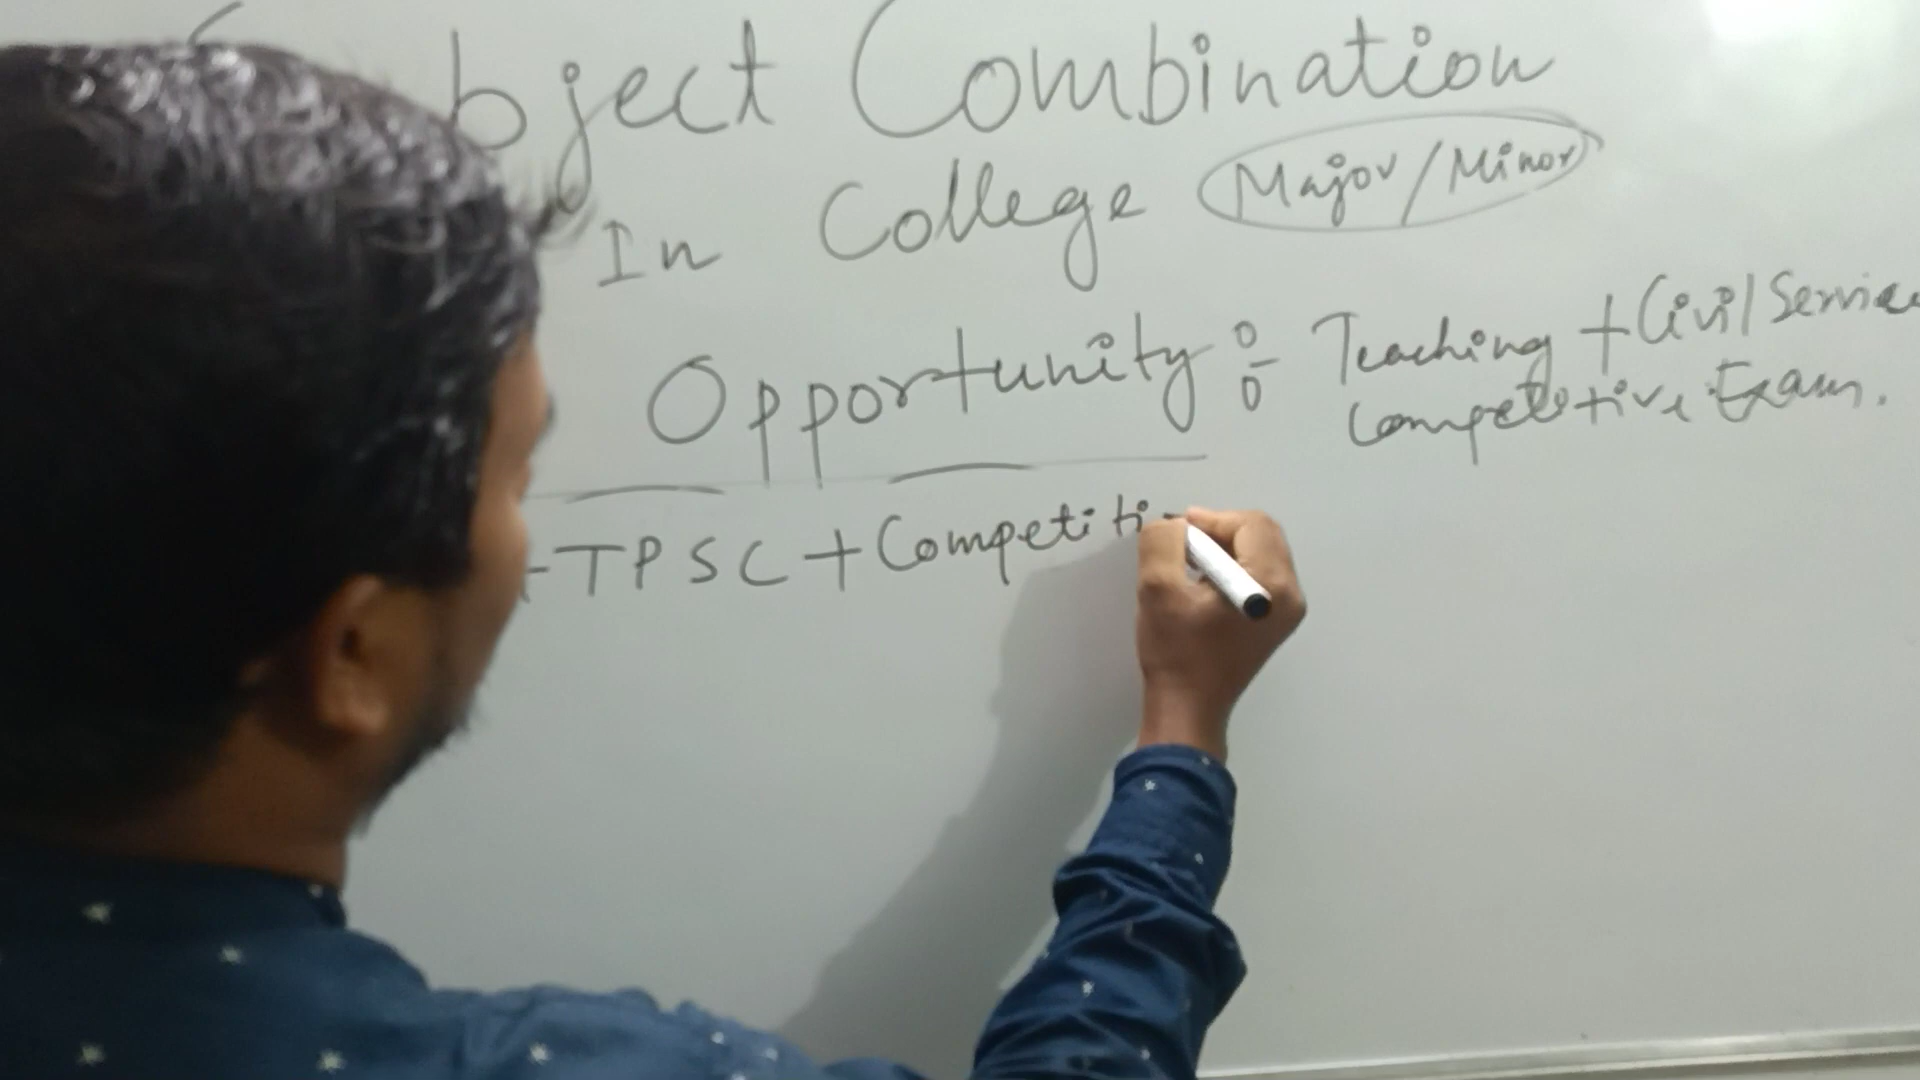 bject Combination
In College Major/Minor
Opportunity :- Teaching + Civil Service
Competitive Exam.
TPSC + Competiti